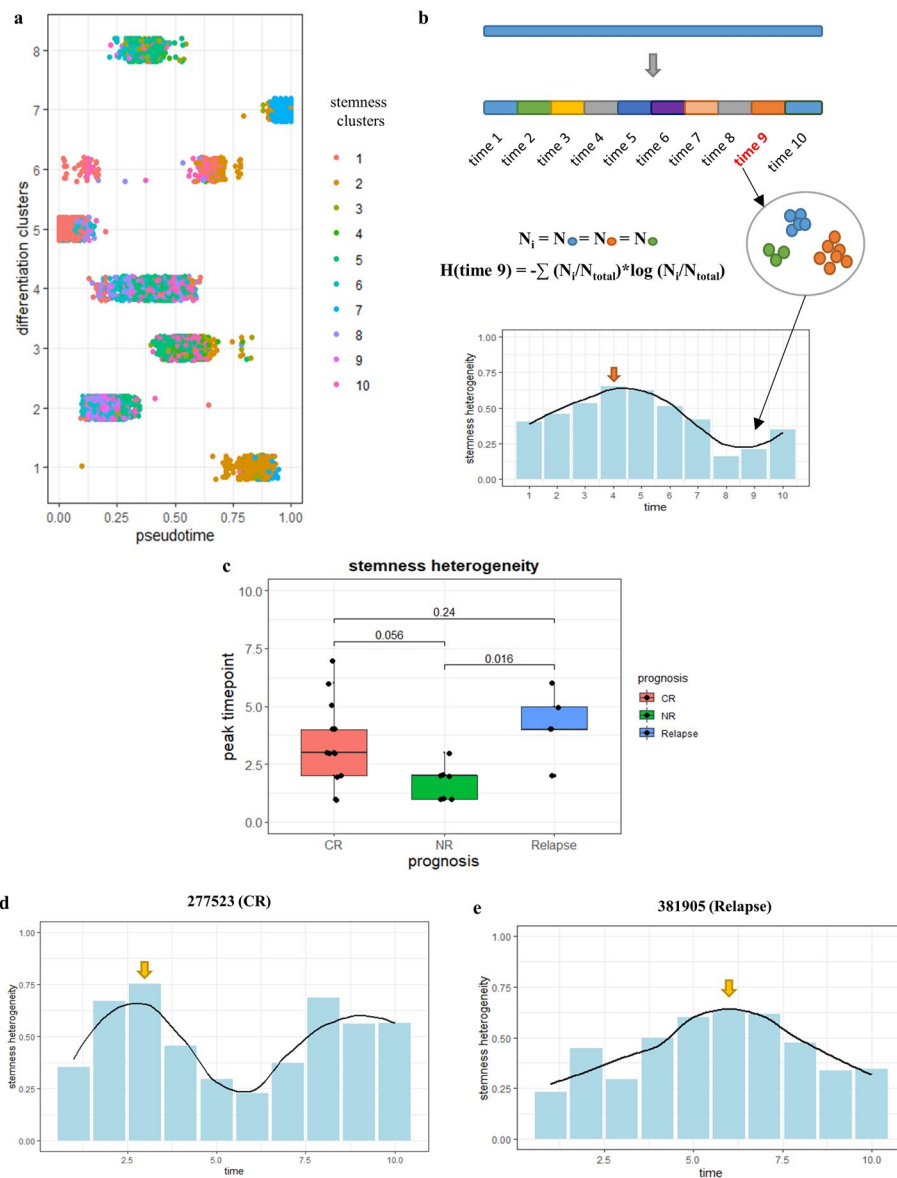 a
differentiation clusters
8
7
6
5
4
3
2
1
0.00 0.25 0.50 0.75 1.00
pseudotime
stemness
clusters
1
2
3
4
5
6
7
8
9
10
b
time 1 time 2 time 3 time 4 time 5 time 6 time 7 time 8 time 9 time 10
Nᵢ = N = N = N
H(time 9) = -∑ (Nᵢ/Ntotal)*log (Nᵢ/Ntotal)
stemness heterogeneity
1.00
0.75
0.50
0.25
0.00
1 2 3 4 5 6 7 8 9 10
time
c
stemness heterogeneity
peak timepoint
10.0
7.5
5.0
2.5
0.0
0.24
0.056
0.016
CR NR Relapse
prognosis
prognosis
CR
NR
Relapse
d
277523 (CR)
stemness heterogeneity
1.00
0.75
0.50
0.25
0.00
2.5 5.0 7.5 10.0
time
e
381905 (Relapse)
stemness heterogeneity
1.00
0.75
0.50
0.25
0.00
2.5 5.0 7.5 10.0
time